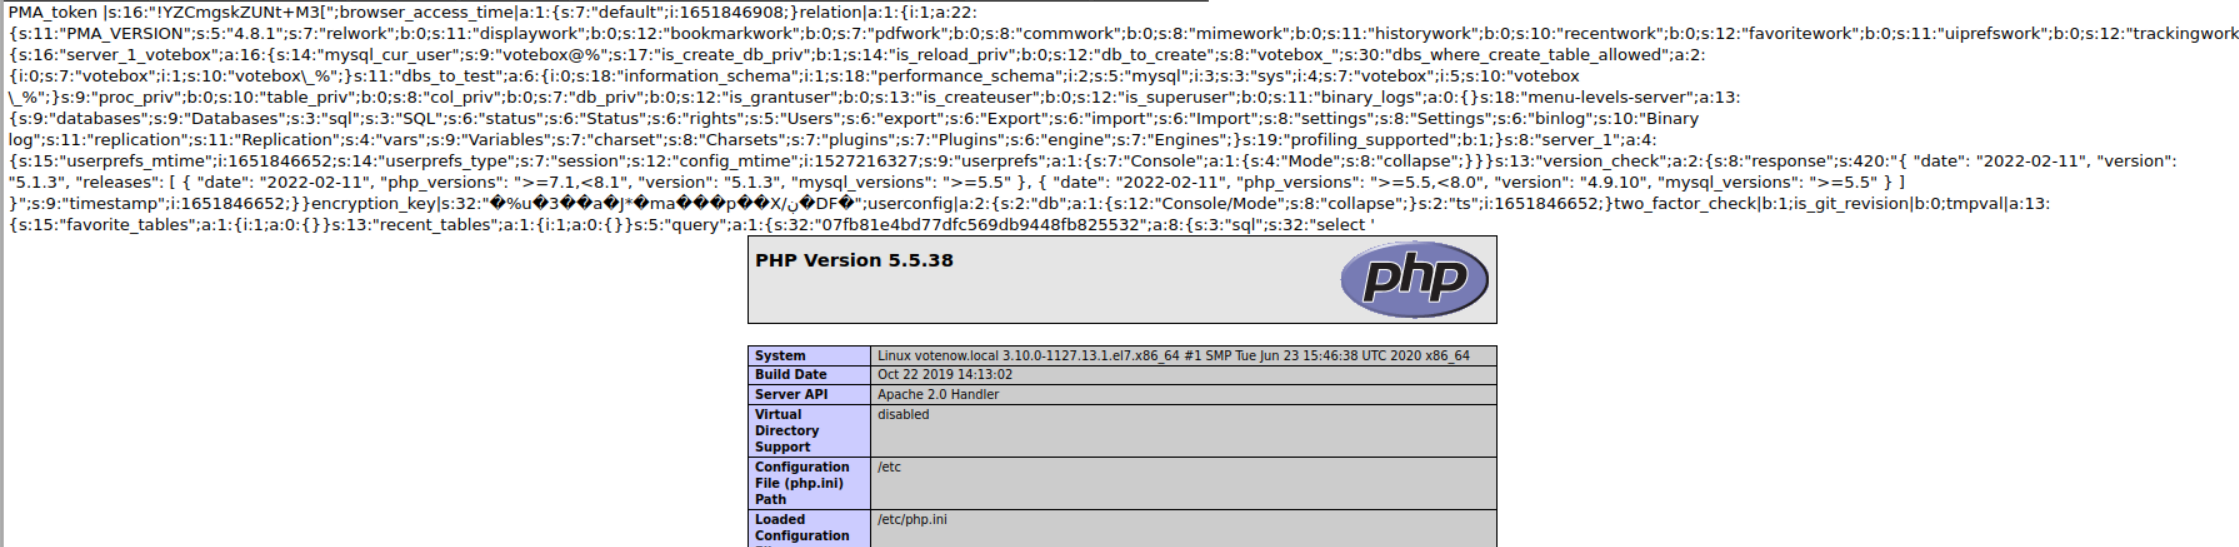 PMA_token |s:16:"!YZCmgskZUNt+M3[";browser_access_time|a:1:{s:7:"default";i:1651846908;}relation|a:1:{i:1;a:22:
{s:11:"PMA_VERSION";s:5:"4.8.1";s:7:"relwork";b:0;s:11:"displaywork";b:0;s:12:"bookmarkwork";b:0;s:7:"pdfwork";b:0;s:8:"commwork";b:0;s:8:"mimework";b:0;s:11:"historywork";b:0;s:10:"recentwork";b:0;s:12:"favoritework";b:0;s:11:"uiprefswork";b:0;s:12:"trackingwork
{s:16:"server_1_votebox";a:16:{s:14:"mysql_cur_user";s:9:"votebox@%";s:17:"is_create_db_priv";b:1;s:14:"is_reload_priv";b:0;s:12:"db_to_create";s:8:"votebox_";s:30:"dbs_where_create_table_allowed";a:2:
{i:0;s:7:"votebox";i:1;s:10:"votebox\_%";}s:11:"dbs_to_test";a:6:{i:0;s:18:"information_schema";i:1;s:18:"performance_schema";i:2;s:5:"mysql";i:3;s:3:"sys";i:4;s:7:"votebox";i:5;s:10:"votebox
\_%";}s:9:"proc_priv";b:0;s:10:"table_priv";b:0;s:8:"col_priv";b:0;s:7:"db_priv";b:0;s:12:"is_grantuser";b:0;s:13:"is_createuser";b:0;s:12:"is_superuser";b:0;s:11:"binary_logs";a:0:{}s:18:"menu-levels-server";a:13:
{s:9:"databases";s:9:"Databases";s:3:"sql";s:3:"SQL";s:6:"status";s:6:"Status";s:6:"rights";s:5:"Users";s:6:"export";s:6:"Export";s:6:"import";s:6:"Import";s:8:"settings";s:8:"Settings";s:6:"binlog";s:10:"Binary
log";s:11:"replication";s:11:"Replication";s:4:"vars";s:9:"Variables";s:7:"charset";s:8:"Charsets";s:7:"plugins";s:7:"Plugins";s:6:"engine";s:7:"Engines";}s:19:"profiling_supported";b:1;}s:8:"server_1";a:4:
{s:15:"userprefs_mtime";i:1651846652;s:14:"userprefs_type";s:7:"session";s:12:"config_mtime";i:1527216327;s:9:"userprefs";a:1:{s:7:"Console";a:1:{s:4:"Mode";s:8:"collapse";}}}s:13:"version_check";a:2:{s:8:"response";s:420:"{ "date": "2022-02-11", "version":
"5.1.3", "releases": [ { "date": "2022-02-11", "php_versions": ">=7.1,<8.1", "version": "5.1.3", "mysql_versions": ">=5.5" }, { "date": "2022-02-11", "php_versions": ">=5.5,<8.0", "version": "4.9.10", "mysql_versions": ">=5.5" } ]
}";s:9:"timestamp";i:1651846652;}}encryption_key|s:32:"�%u�3��a�J*�ma���p��X/ن�DF�";userconfig|a:2:{s:2:"db";a:1:{s:12:"Console/Mode";s:8:"collapse";}s:2:"ts";i:1651846652;}two_factor_check|b:1;is_git_revision|b:0;tmpval|a:13:
{s:15:"favorite_tables";a:1:{i:1;a:0:{}}s:13:"recent_tables";a:1:{i:1;a:0:{}}s:5:"query";a:1:{s:32:"07fb81e4bd77dfc569db9448fb825532";a:8:{s:3:"sql";s:32:"select '
PHP Version 5.5.38
php
System Linux votenow.local 3.10.0-1127.13.1.el7.x86_64 #1 SMP Tue Jun 23 15:46:38 UTC 2020 x86_64
Build Date Oct 22 2019 14:13:02
Server API Apache 2.0 Handler
Virtual disabled
Directory
Support
Configuration /etc
File (php.ini)
Path
Loaded /etc/php.ini
Configuration